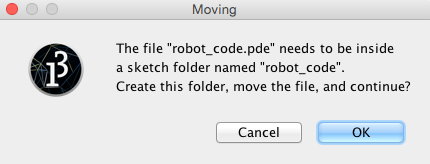 Moving
The file "robot_code.pde" needs to be inside
a sketch folder named "robot_code".
Create this folder, move the file, and continue?
Cancel OK